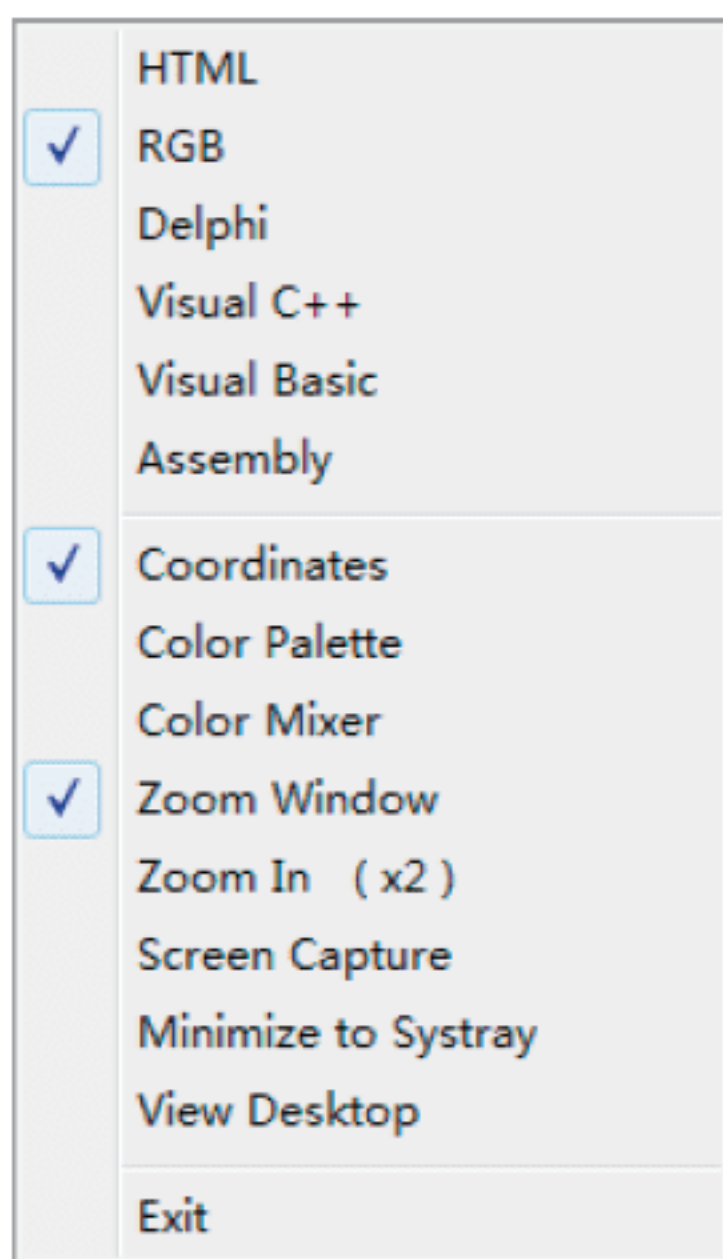 HTML
RGB
Delphi
Visual C++
Visual Basic
Assembly
Coordinates
Color Palette
Color Mixer
Zoom Window
Zoom In ( x2 )
Screen Capture
Minimize to Systray
View Desktop
Exit